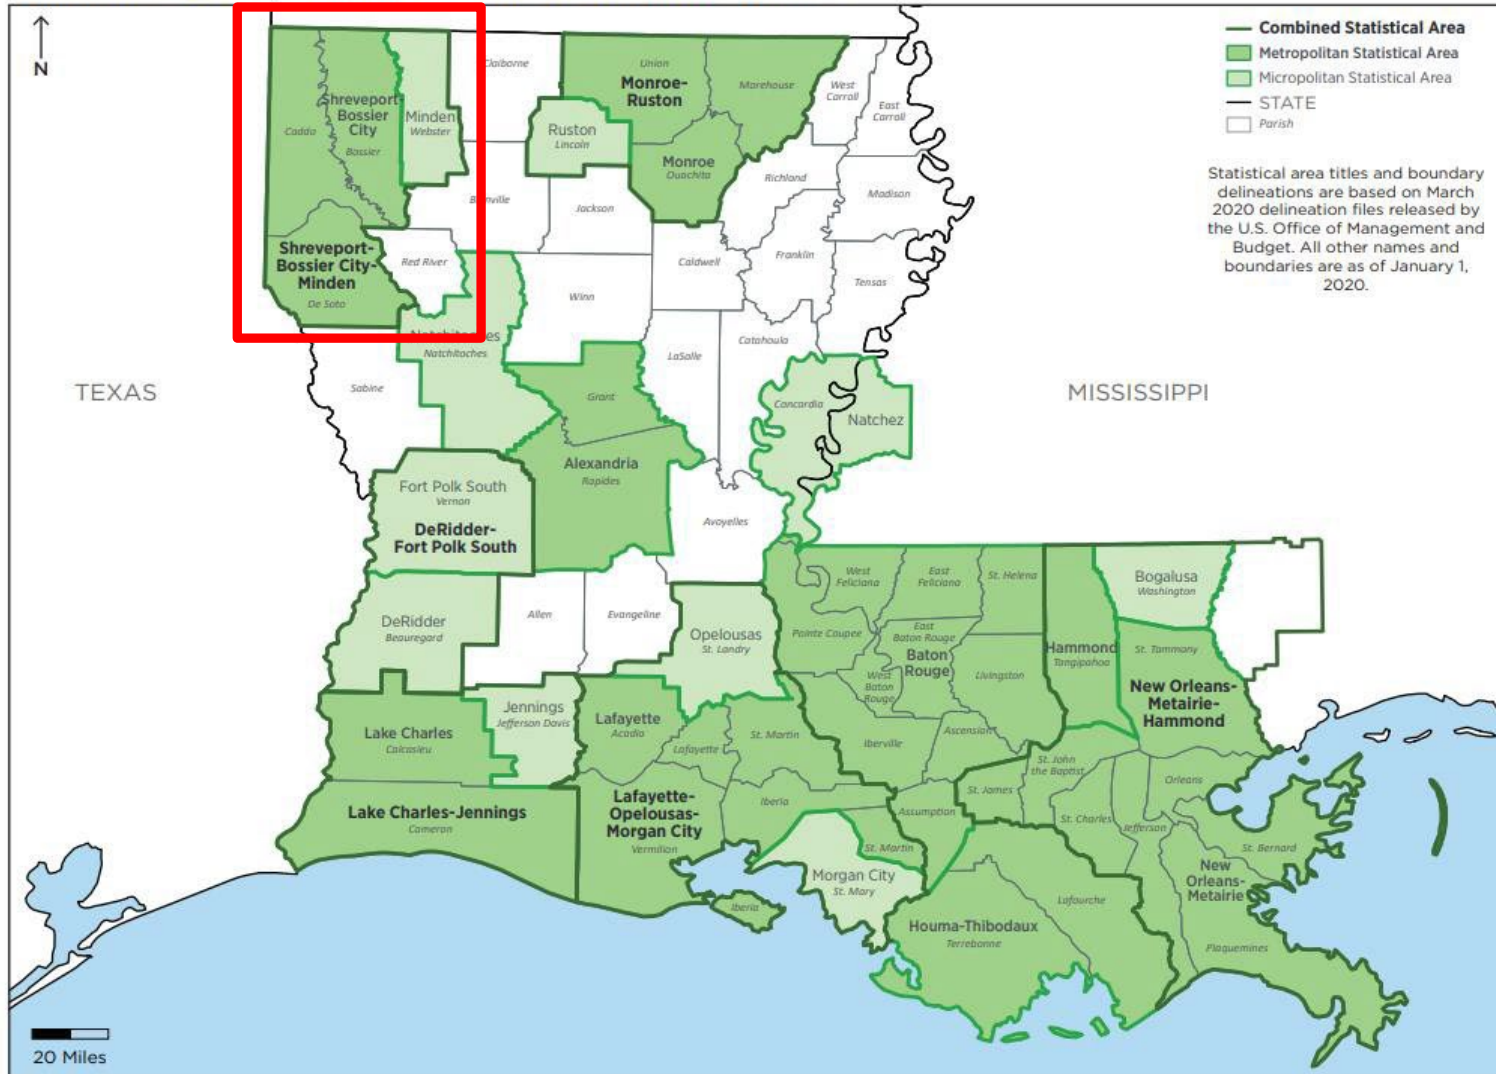 N
Combined Statistical Area
Metropolitan Statistical Area
Micropolitan Statistical Area
STATE
Parish
Statistical area titles and boundary
delineations are based on March
2020 delineation files released by
the U.S. Office of Management and
Budget. All other names and
boundaries are as of January 1,
2020.
Claiborne
Union
Monroe-
Ruston
Morehouse
West
Carroll
East
Carroll
Shreveport-
Bossier
City
Bossier
Caddo
Minden
Webster
Ruston
Lincoln
Monroe
Ouachita
Richland
Madison
Bienville
Jackson
Shreveport-
Bossier City-
Minden
De Soto
Red River
Caldwell
Franklin
Tensas
Winn
Natchitoches
Natchitoches
LaSalle
Catahoula
TEXAS
Sabine
Grant
Concordia
Natchez
MISSISSIPPI
Alexandria
Rapides
Fort Polk South
Vernon
DeRidder-
Fort Polk South
Avoyelles
West
Feliciana
East
Feliciana
St. Helena
Bogalusa
Washington
DeRidder
Beauregard
Allen
Evangeline
Opelousas
St. Landry
Pointe Coupee
East
Baton Rouge
Baton
Rouge
West
Baton
Rouge
Livingston
Hammond
Tangipahoa
St. Tammany
New Orleans-
Metairie-
Hammond
Lake Charles
Calcasieu
Jennings
Jefferson Davis
Lafayette
Acadia
Lafayette
St. Martin
Iberville
Ascension
St. John
the Baptist
Orleans
Lake Charles-Jennings
Cameron
Lafayette-
Opelousas-
Morgan City
Vermilion
Iberia
Assumption
St. James
St. Charles
Jefferson
St. Bernard
St. Martin
Morgan City
St. Mary
New
Orleans-
Metairie
Iberia
Lafourche
Houma-Thibodaux
Terrebonne
Plaquemines
20 Miles